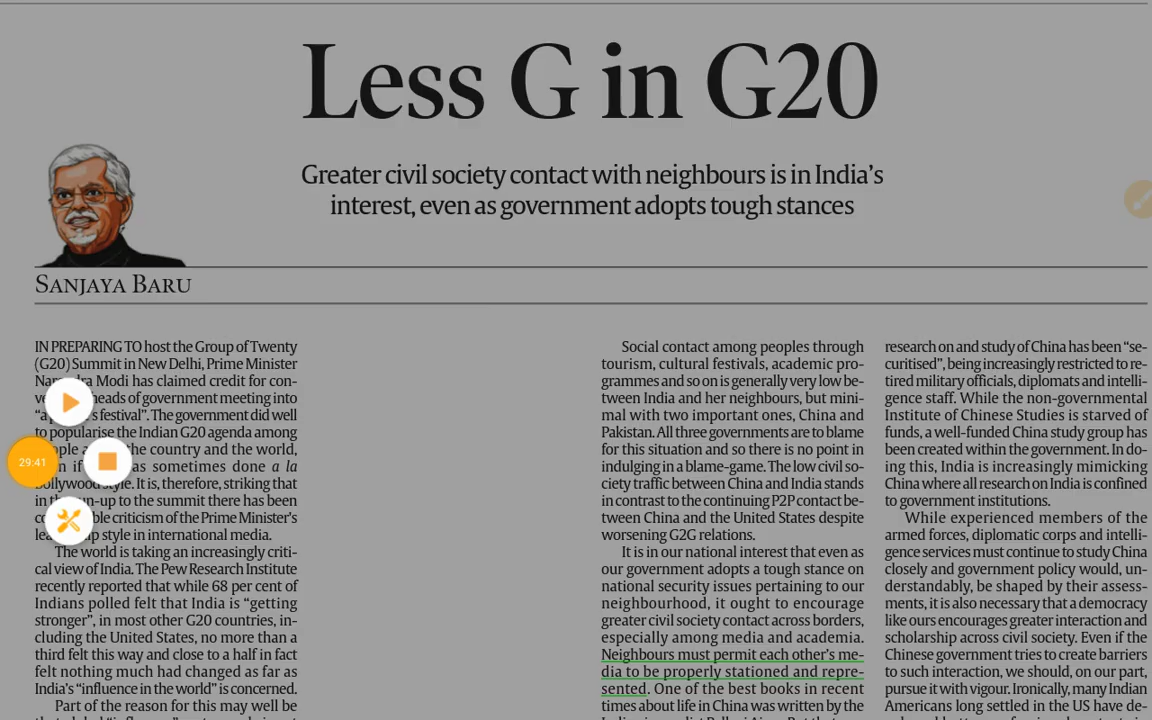 Less G in G20
Greater civil society contact with neighbours is in India's
interest, even as government adopts tough stances
SANJAYA BARU
IN PREPARING TO host the Group of Twenty
(G20) Summit in New Delhi, Prime Minister
Modi has claimed credit for con-
heads of government meeting into
festival". The government did well
to popularise the Indian G20 agenda among
the country and the world,
as sometimes done a la
style. It is, therefore, striking that
in the run-up to the summit there has been
criticism of the Prime Minister's
style in international media.
The world is taking an increasingly criti-
cal view of India. The Pew Research Institute
recently reported that while 68 per cent of
Indians polled felt that India is "getting
stronger", in most other G20 countries, in-
cluding the United States, no more than a
third felt this way and close to a half in fact
felt nothing much had changed as far as
India's "influence in the world" is concerned.
Part of the reason for this may well be
Social contact among peoples through
tourism, cultural festivals, academic pro-
grammes and so on is generally very low be-
tween India and her neighbours, but mini-
mal with two important ones, China and
Pakistan. All three governments are to blame
for this situation and so there is no point in
indulging in a blame-game. The low civil so-
ciety traffic between China and India stands
in contrast to the continuing P2P contact be-
tween China and the United States despite
worsening G2G relations.
It is in our national interest that even as
our government adopts a tough stance on
national security issues pertaining to our
neighbourhood, it ought to encourage
greater civil society contact across borders,
especially among media and academia.
Neighbours must permit each other's me-
dia to be properly stationed and repre-
sented. One of the best books in recent
times about life in China was written by the
research on and study of China has been "se-
curitised", being increasingly restricted to re-
tired military officials, diplomats and intelli-
gence staff. While the non-governmental
Institute of Chinese Studies is starved of
funds, a well-funded China study group has
been created within the government. In do-
ing this, India is increasingly mimicking
China where all research on India is confined
to government institutions.
While experienced members of the
armed forces, diplomatic corps and intelli-
gence services must continue to study China
closely and government policy would, un-
derstandably, be shaped by their assess-
ments, it is also necessary that a democracy
like ours encourages greater interaction and
scholarship across civil society. Even if the
Chinese government tries to create barriers
to such interaction, we should, on our part,
pursue it with vigour. Ironically, many Indian
Americans long settled in the US have de-
29:41